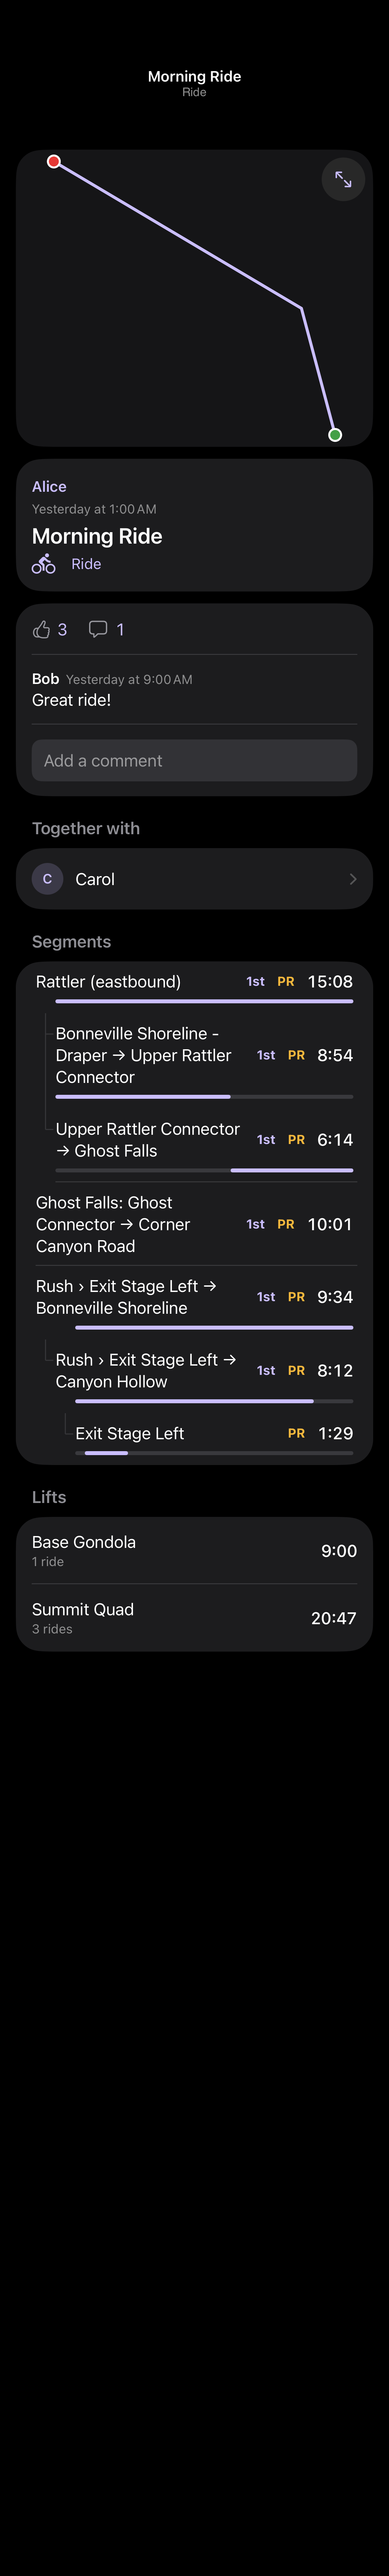 Morning Ride
Ride
Alice
Yesterday at 1:00 AM
Morning Ride
Ride
3
1
Bob Yesterday at 9:00 AM
Great ride!
Add a comment
Together with
C
Carol
Segments
Rattler (eastbound) 1st PR 15:08
Bonneville Shoreline -
Draper → Upper Rattler
Connector
1st PR 8:54
Upper Rattler Connector
→ Ghost Falls
1st PR 6:14
Ghost Falls: Ghost
Connector → Corner
Canyon Road
1st PR 10:01
Rush › Exit Stage Left →
Bonneville Shoreline
1st PR 9:34
Rush › Exit Stage Left →
Canyon Hollow
1st PR 8:12
Exit Stage Left PR 1:29
Lifts
Base Gondola
1 ride
9:00
Summit Quad
3 rides
20:47